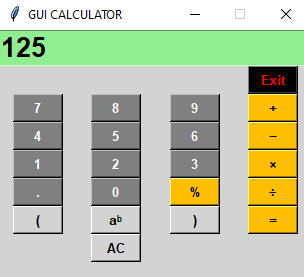 GUI CALCULATOR
125
Exit
7 8 9 +
4 5 6 −
1 2 3 ×
. 0 % ÷
( aᵇ ) =
AC